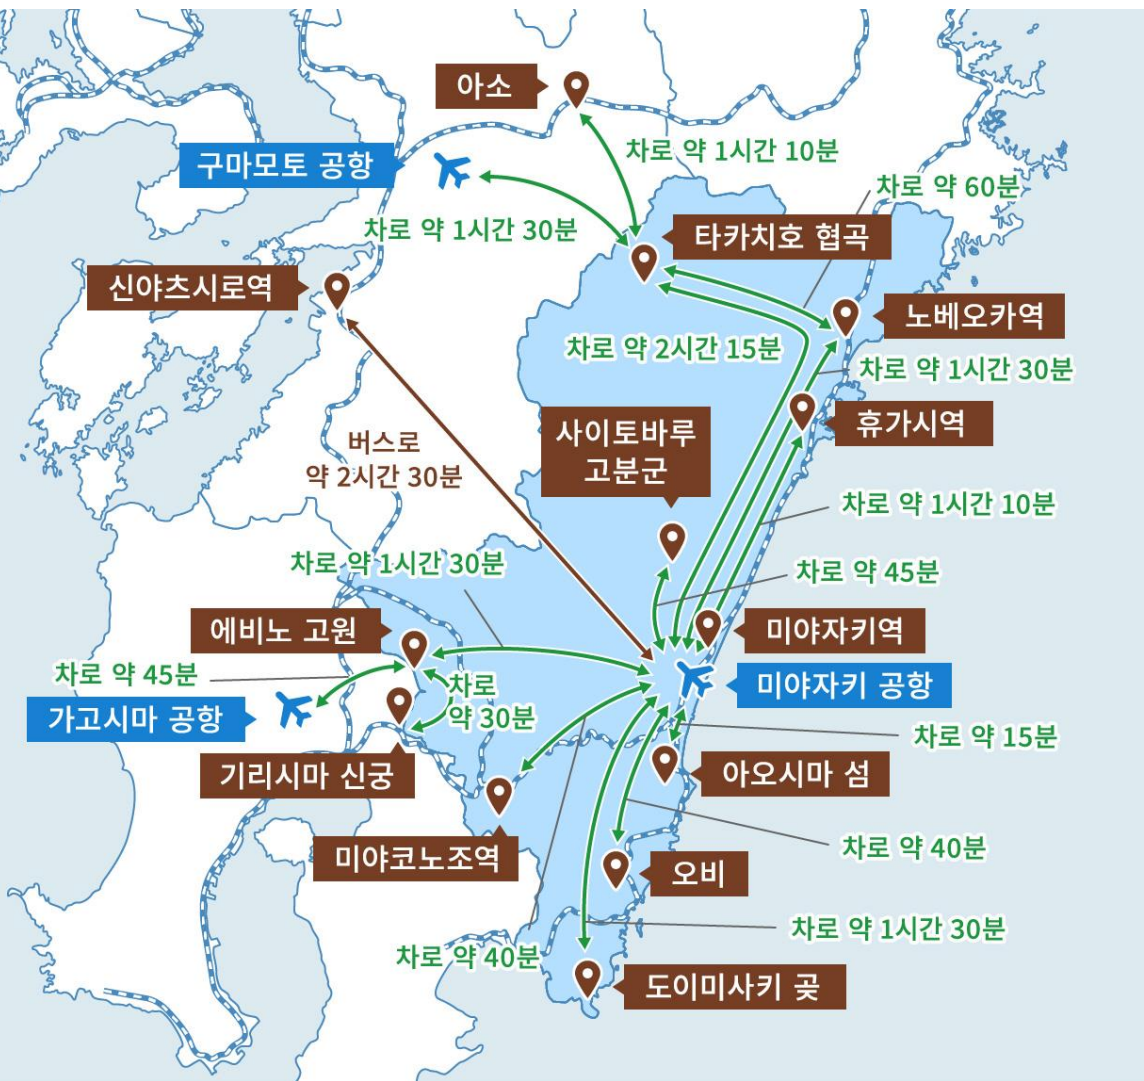 아소
차로 약 1시간 10분
구마모토 공항
차로 약 60분
차로 약 1시간 30분
타카치호 협곡
신야츠시로역
노베오카역
차로 약 2시간 15분
차로 약 1시간 30분
사이토바루
고분군
휴가시역
버스로
약 2시간 30분
차로 약 1시간 10분
차로 약 1시간 30분
차로 약 45분
에비노 고원
미야자키역
차로 약 45분
차로
약 30분
미야자키 공항
가고시마 공항
차로 약 15분
기리시마 신궁
아오시마 섬
미야코노조역
차로 약 40분
오비
차로 약 1시간 30분
차로 약 40분
도이미사키 곶